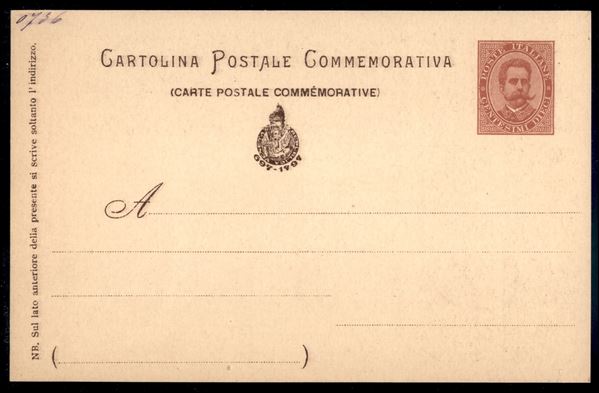 0736
CARTOLINA POSTALE COMMEMORATIVA
(CARTE POSTALE COMMÉMORATIVE)
697-1797
POSTE ITALIANE
CENTESIMI DIECI
A
NB. Sul lato anteriore della presente si scrive soltanto l'indirizzo.
( )